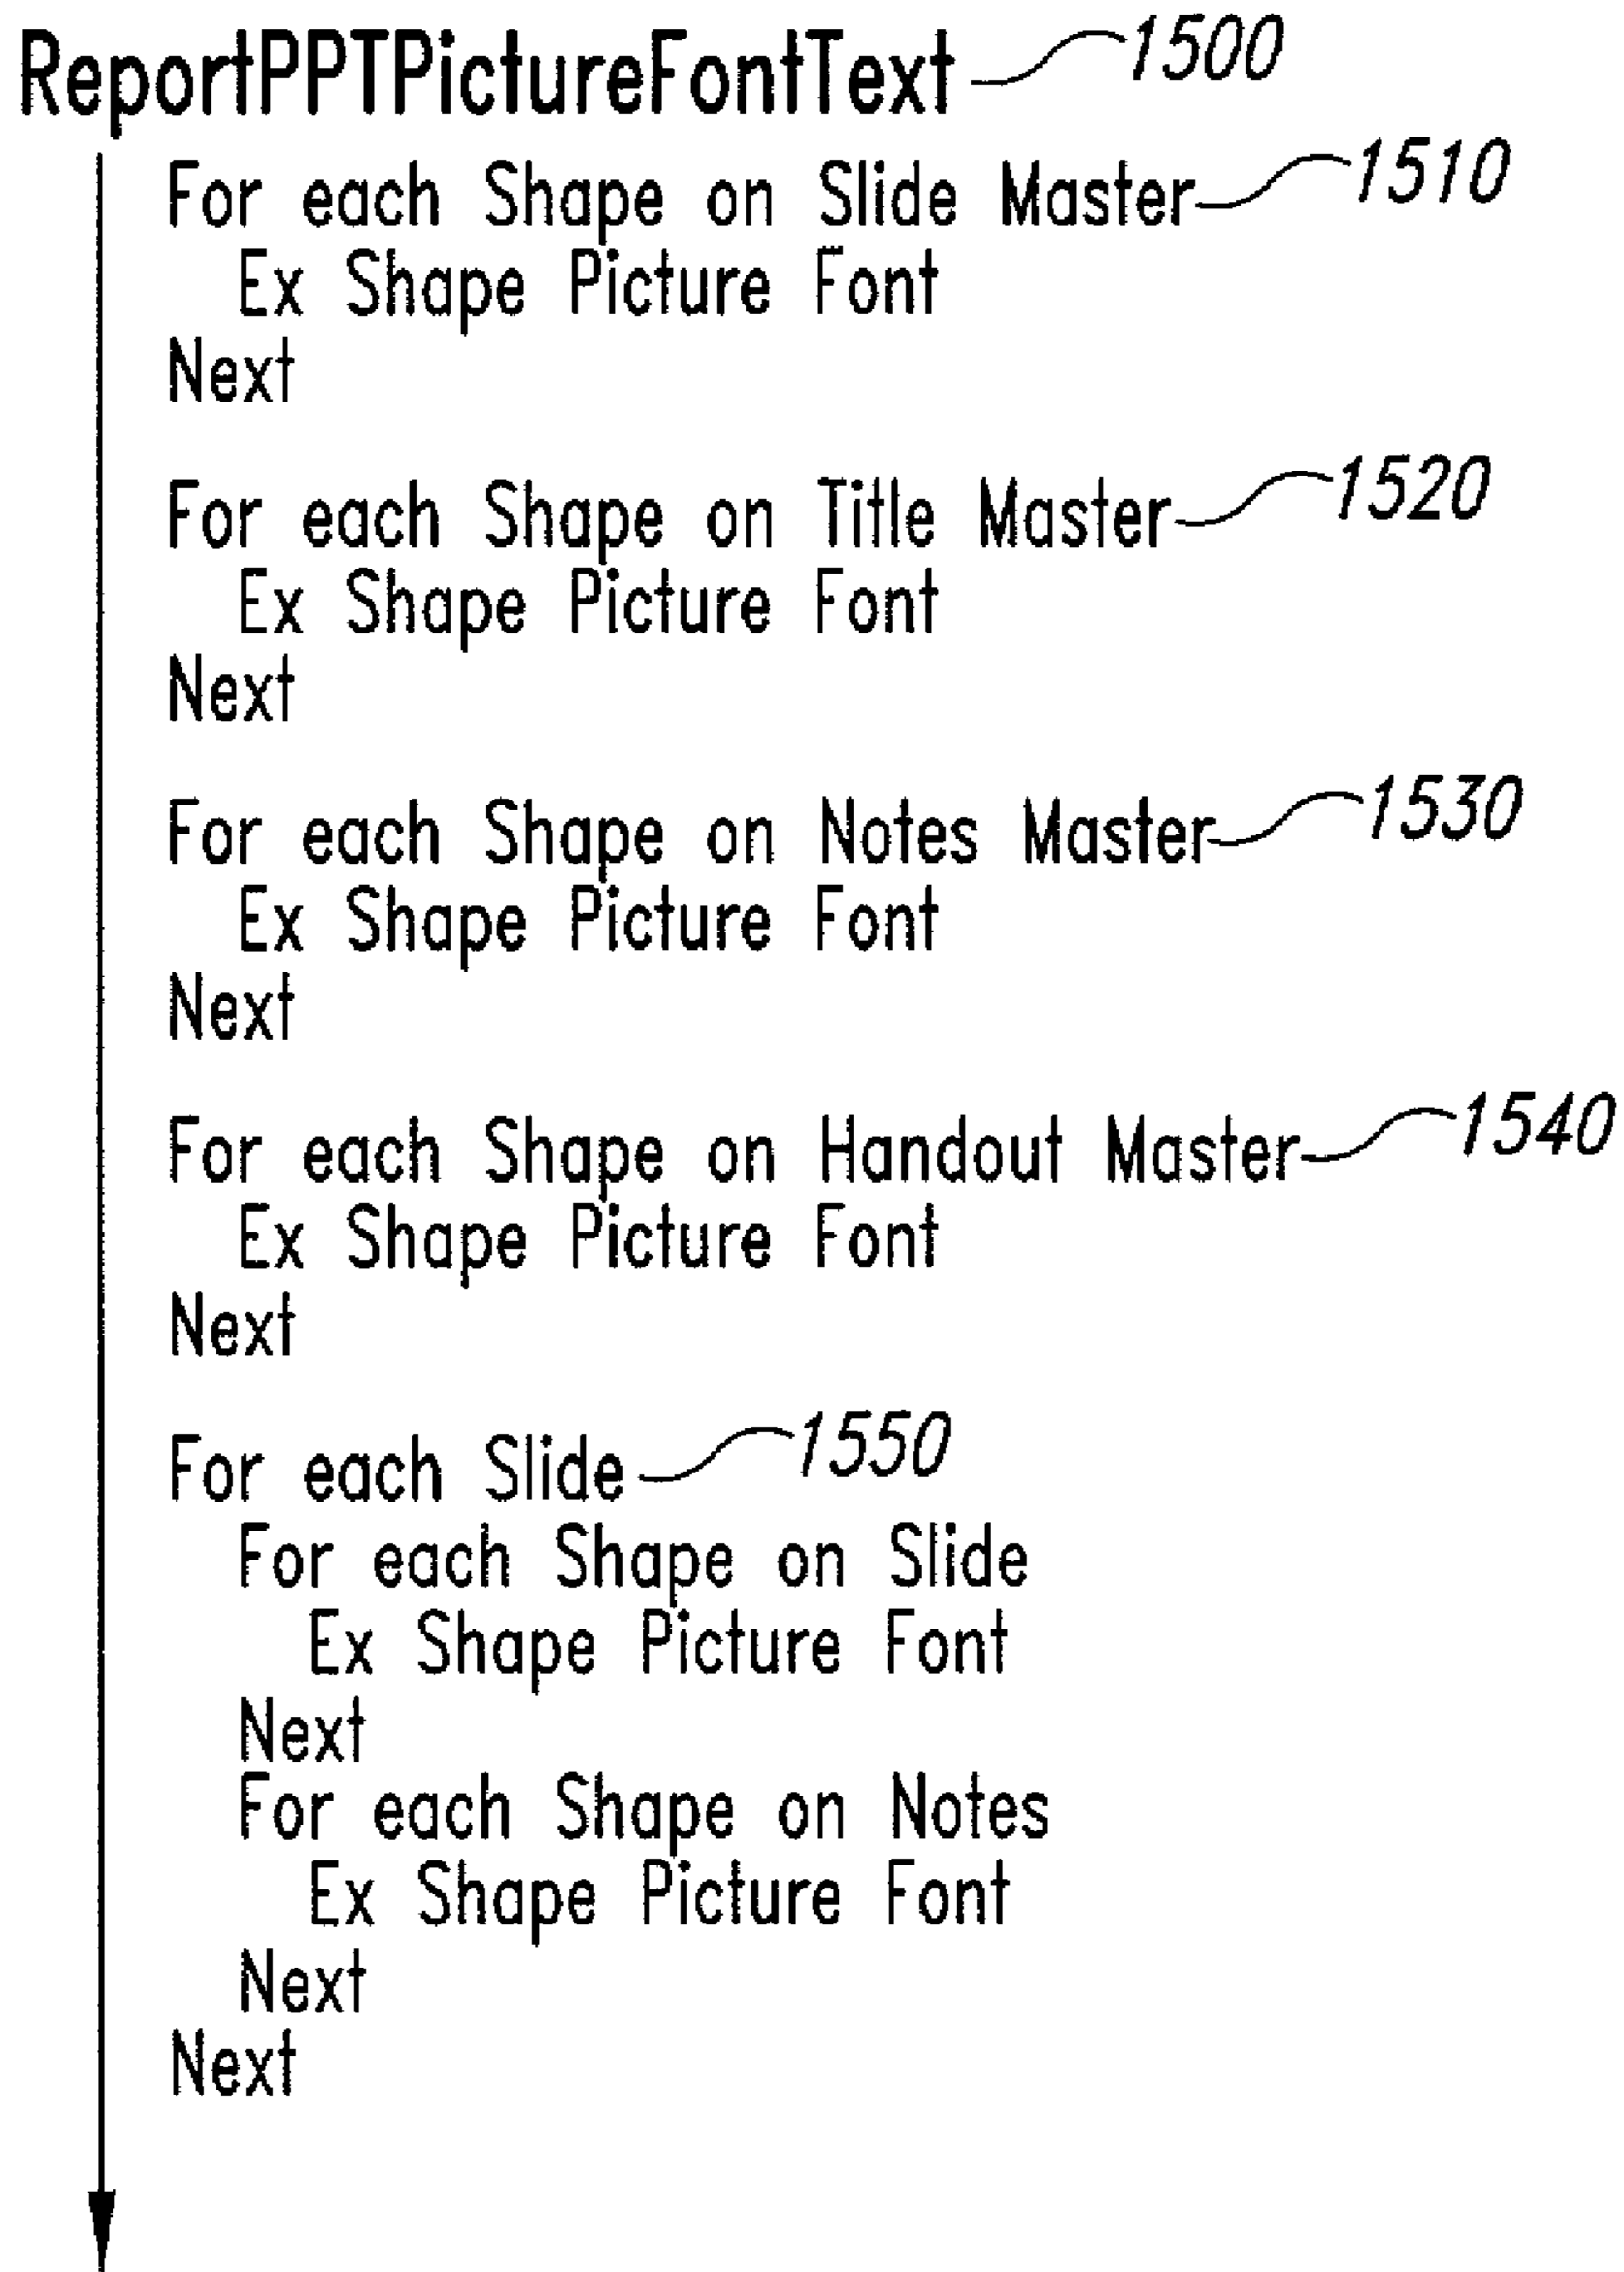 ReportPPTPictureFontText 1500
For each Shape on Slide Master 1510
Ex Shape Picture Font
Next
For each Shape on Title Master 1520
Ex Shape Picture Font
Next
For each Shape on Notes Master 1530
Ex Shape Picture Font
Next
For each Shape on Handout Master 1540
Ex Shape Picture Font
Next
For each Slide 1550
For each Shape on Slide
Ex Shape Picture Font
Next
For each Shape on Notes
Ex Shape Picture Font
Next
Next